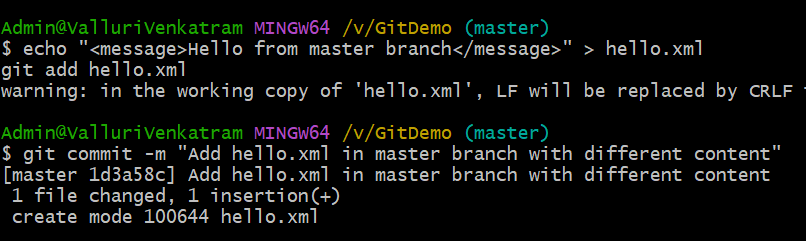 Admin@ValluriVenkatram MINGW64 /v/GitDemo (master)
$ echo "<message>Hello from master branch</message>" > hello.xml
git add hello.xml
warning: in the working copy of 'hello.xml', LF will be replaced by CRLF
Admin@ValluriVenkatram MINGW64 /v/GitDemo (master)
$ git commit -m "Add hello.xml in master branch with different content"
[master 1d3a58c] Add hello.xml in master branch with different content
 1 file changed, 1 insertion(+)
 create mode 100644 hello.xml